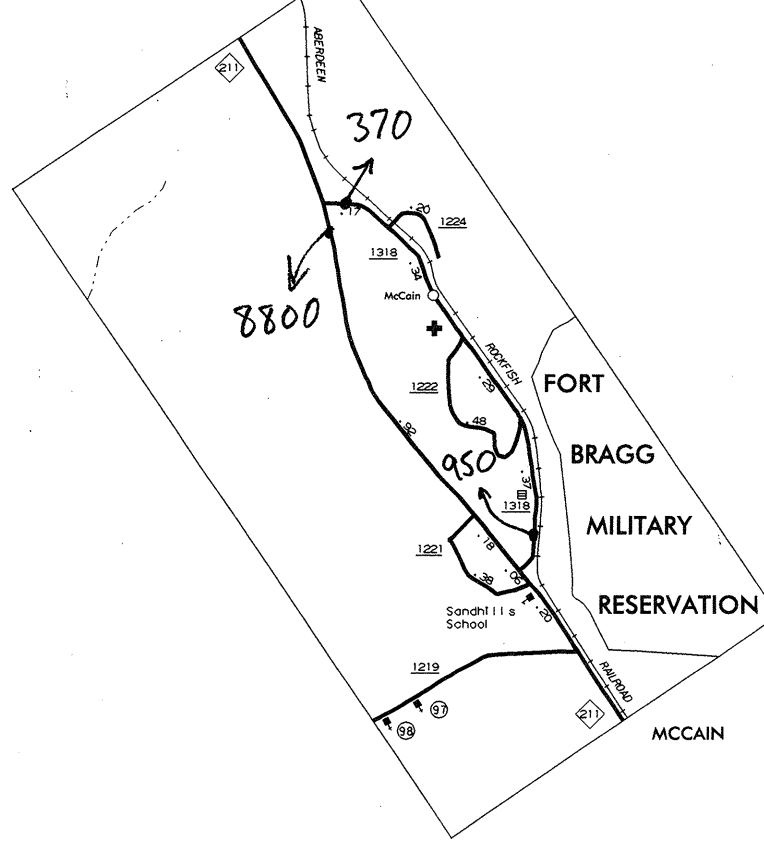 ABERDEEN
211
370
.17
.20
1224
1318
.34
McCain
8800
ROCKFISH
FORT
1222
.29
.92
.48
BRAGG
950
.37
1318
MILITARY
1221
.18
.06
.38
RESERVATION
Sandhills
School
.20
1219
RAILROAD
97
98
211
MCCAIN